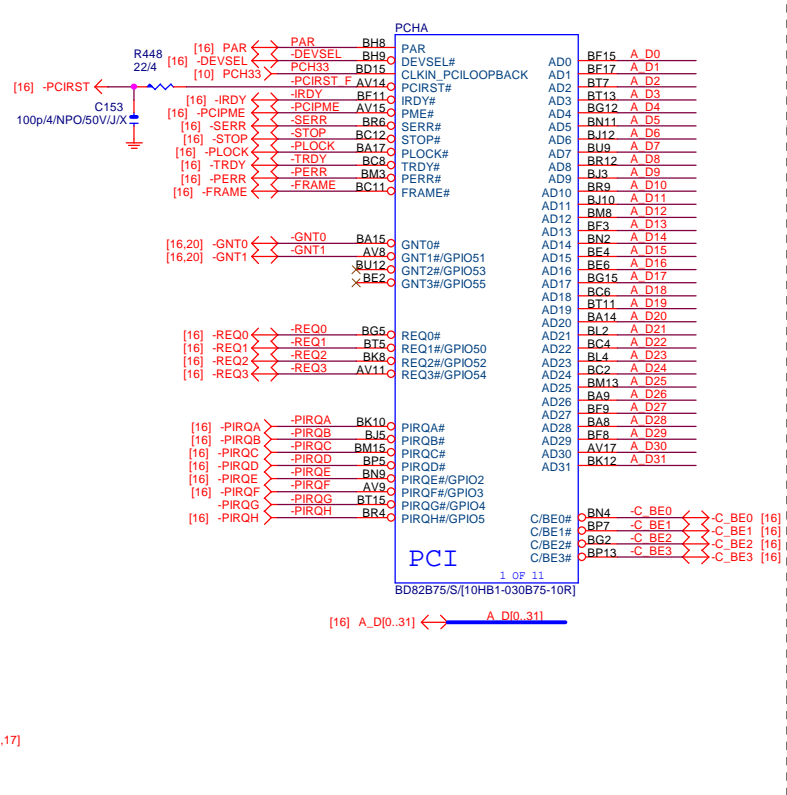 PCHA
[16] PAR PAR BH8 PAR
[16] -DEVSEL -DEVSEL BH9 DEVSEL#
[10] PCH33 PCH33 BD15 CLKIN_PCILOOPBACK
R448
22/4
[16] -PCIRST -PCIRST_F AV14 PCIRST#
[16] -IRDY -IRDY BF11 IRDY#
[16] -PCIPME -PCIPME AV15 PME#
[16] -SERR -SERR BR6 SERR#
[16] -STOP -STOP BC12 STOP#
[16] -PLOCK -PLOCK BA17 PLOCK#
[16] -TRDY -TRDY BC8 TRDY#
[16] -PERR -PERR BM3 PERR#
[16] -FRAME -FRAME BC11 FRAME#
C153
100p/4/NPO/50V/J/X
[16,20] -GNT0 -GNT0 BA15 GNT0#
[16,20] -GNT1 -GNT1 AV8 GNT1#/GPIO51
BU12 GNT2#/GPIO53
BE2 GNT3#/GPIO55
[16] -REQ0 -REQ0 BG5 REQ0#
[16] -REQ1 -REQ1 BT5 REQ1#/GPIO50
[16] -REQ2 -REQ2 BK8 REQ2#/GPIO52
[16] -REQ3 -REQ3 AV11 REQ3#/GPIO54
[16] -PIRQA -PIRQA BK10 PIRQA#
[16] -PIRQB -PIRQB BJ5 PIRQB#
[16] -PIRQC -PIRQC BM15 PIRQC#
[16] -PIRQD -PIRQD BP5 PIRQD#
[16] -PIRQE -PIRQE BN9 PIRQE#/GPIO2
[16] -PIRQF -PIRQF AV9 PIRQF#/GPIO3
-PIRQG -PIRQG BT15 PIRQG#/GPIO4
[16] -PIRQH -PIRQH BR4 PIRQH#/GPIO5
AD0 BF15 A_D0
AD1 BF17 A_D1
AD2 BT7 A_D2
AD3 BT13 A_D3
AD4 BG12 A_D4
AD5 BN11 A_D5
AD6 BJ12 A_D6
AD7 BU9 A_D7
AD8 BR12 A_D8
AD9 BJ3 A_D9
AD10 BR9 A_D10
AD11 BJ10 A_D11
AD12 BM8 A_D12
AD13 BF3 A_D13
AD14 BN2 A_D14
AD15 BE4 A_D15
AD16 BE6 A_D16
AD17 BG15 A_D17
AD18 BC6 A_D18
AD19 BT11 A_D19
AD20 BA14 A_D20
AD21 BL2 A_D21
AD22 BC4 A_D22
AD23 BL4 A_D23
AD24 BC2 A_D24
AD25 BM13 A_D25
AD26 BA9 A_D26
AD27 BF9 A_D27
AD28 BA8 A_D28
AD29 BF8 A_D29
AD30 AV17 A_D30
AD31 BK12 A_D31
C/BE0# BN4 -C_BE0 -C_BE0 [16]
C/BE1# BP7 -C_BE1 -C_BE1 [16]
C/BE2# BG2 -C_BE2 -C_BE2 [16]
C/BE3# BP13 -C_BE3 -C_BE3 [16]
PCI
1 OF 11
BD82B75/S/[10HB1-030B75-10R]
[16] A_D[0..31] A_D[0..31]
,17]